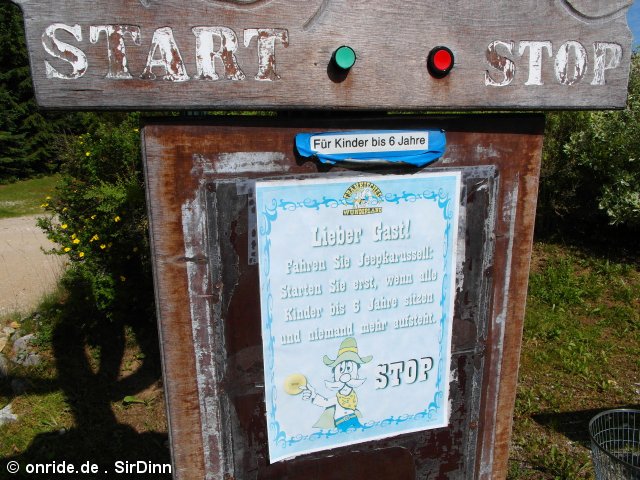 START
STOP
Für Kinder bis 6 Jahre
WUNDERLAND
Lieber Gast!
Fahren Sie Jeepkarussell:
Starten Sie erst, wenn alle
Kinder bis 6 Jahre sitzen
und niemand mehr aufsteht.
STOP
© onride.de . SirDinn